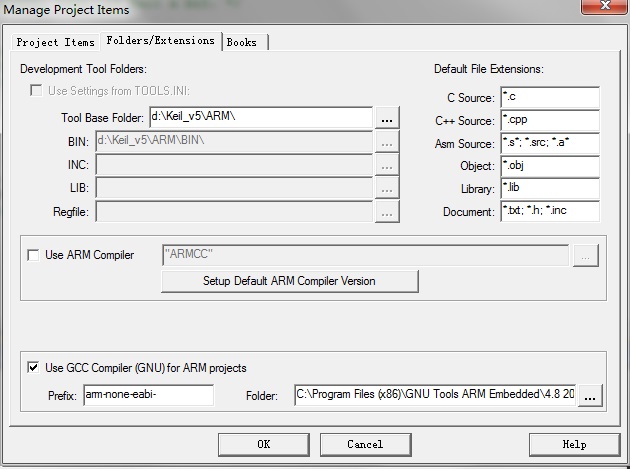 Manage Project Items
Project Items Folders/Extensions Books
Development Tool Folders:
Use Settings from TOOLS.INI:
Tool Base Folder: d:\Keil_v5\ARM\ ...
BIN: d:\Keil_v5\ARM\BIN\ ...
INC: ...
LIB: ...
Regfile: ...
Default File Extensions:
C Source: *.c
C++ Source: *.cpp
Asm Source: *.s*; *.src; *.a*
Object: *.obj
Library: *.lib
Document: *.txt; *.h; *.inc
Use ARM Compiler "ARMCC" ...
Setup Default ARM Compiler Version
Use GCC Compiler (GNU) for ARM projects
Prefix: arm-none-eabi- Folder: C:\Program Files (x86)\GNU Tools ARM Embedded\4.8 20 ...
OK Cancel Help